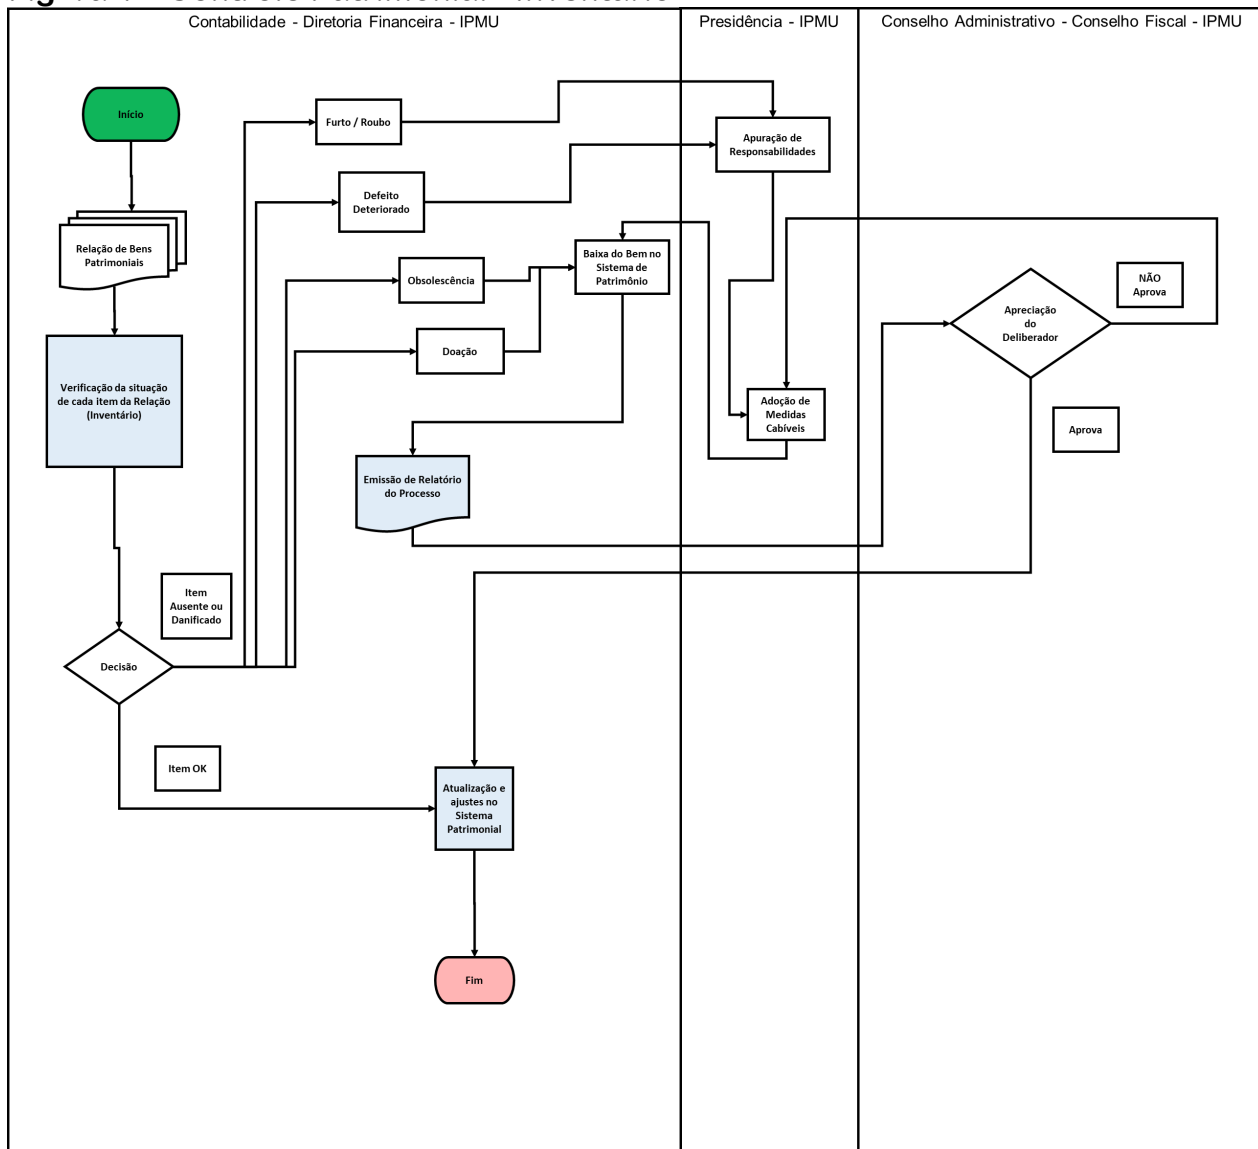 Contabilidade - Diretoria Financeira - IPMU
Presidência - IPMU
Conselho Administrativo - Conselho Fiscal - IPMU
Início
Furto / Roubo
Apuração de
Responsabilidades
Defeito
Deteriorado
Relação de Bens
Patrimoniais
Baixa do Bem no
Sistema de
Patrimônio
Obsolescência
NÃO
Aprova
Apreciação
do
Deliberador
Doação
Verificação da situação
de cada item da Relação
(Inventário)
Adoção de
Medidas
Cabíveis
Aprova
Emissão de Relatório
do Processo
Item
Ausente ou
Danificado
Decisão
Item OK
Atualização e
ajustes no
Sistema
Patrimonial
Fim